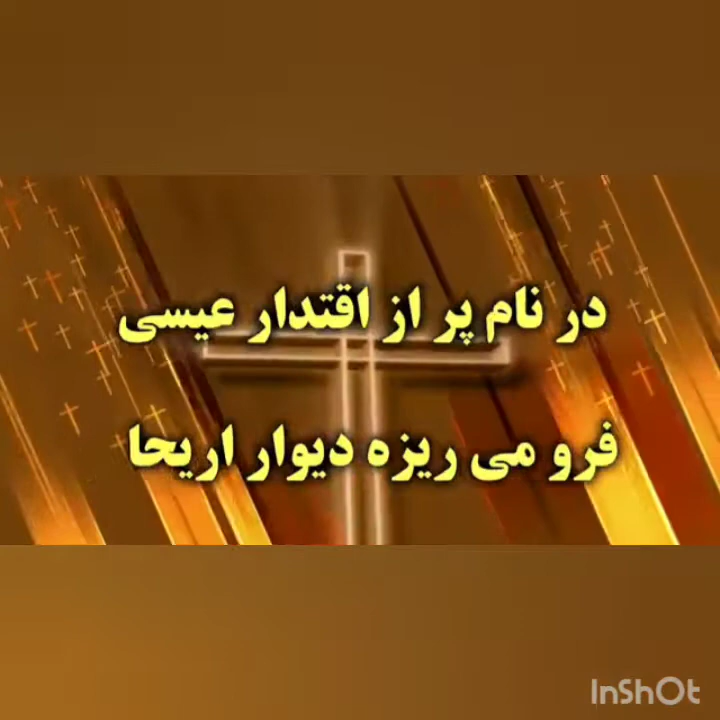 در نام پر از اقتدار عیسی
فرو می ریزه دیوار اریحا
InShOt